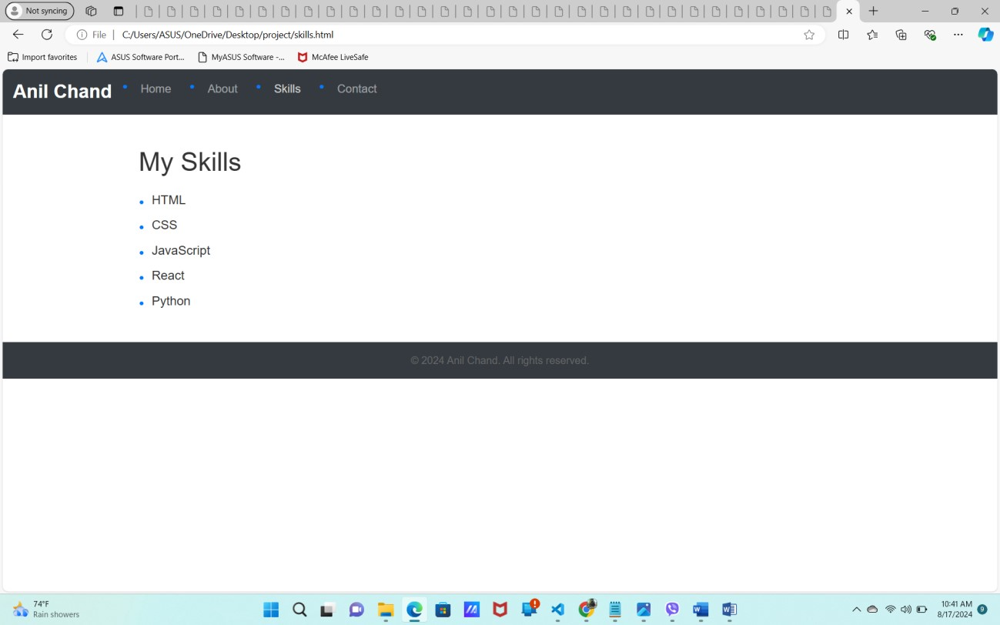 Not syncing
File | C:/Users/ASUS/OneDrive/Desktop/project/skills.html
Import favorites ASUS Software Port... MyASUS Software -... McAfee LiveSafe
Anil Chand • Home • About • Skills • Contact
My Skills
• HTML
• CSS
• JavaScript
• React
• Python
© 2024 Anil Chand. All rights reserved.
74°F
Rain showers
10:41 AM
8/17/2024 9